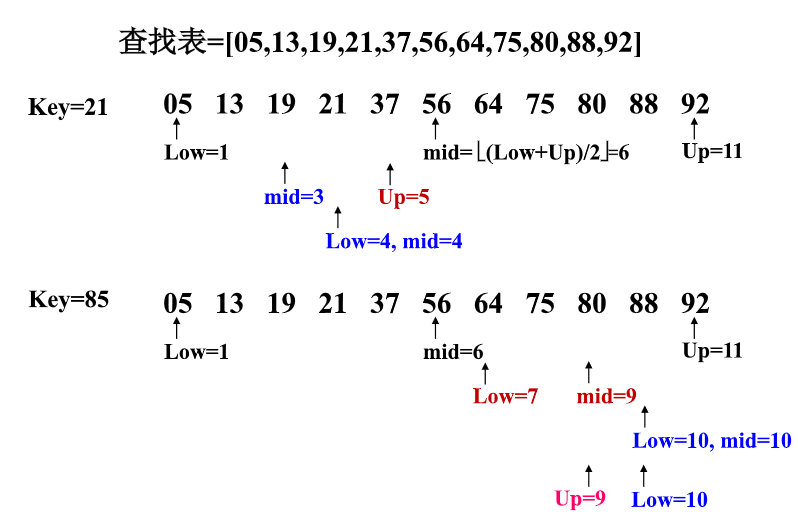 查找表=[05,13,19,21,37,56,64,75,80,88,92]
Key=21 05 13 19 21 37 56 64 75 80 88 92
Low=1 mid=⌊(Low+Up)/2⌋=6 Up=11
mid=3 Up=5
Low=4, mid=4
Key=85 05 13 19 21 37 56 64 75 80 88 92
Low=1 mid=6 Up=11
Low=7 mid=9
Low=10, mid=10
Up=9 Low=10